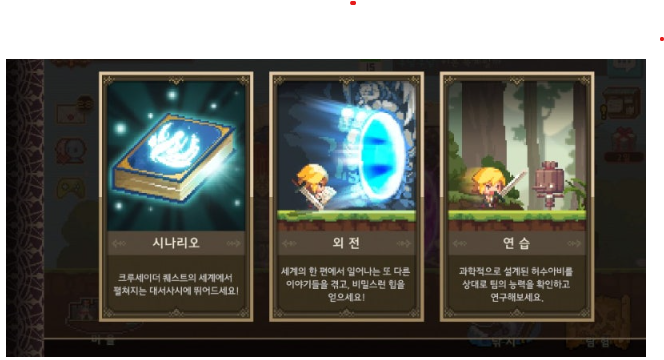 시나리오
크루세이더 퀘스트의 세계에서
펼쳐지는 대서사시에 뛰어드세요!
외 전
세계의 한 편에서 일어나는 또 다른
이야기들을 겪고, 비밀스런 힘을
얻으세요!
연 습
과학적으로 설계된 허수아비를
상대로 팀의 능력을 확인하고
연구해보세요.
마 을
낚 시